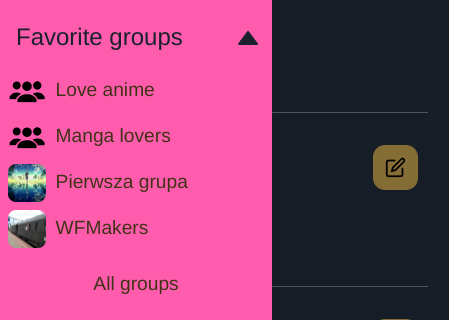 Favorite groups
Love anime
Manga lovers
Pierwsza grupa
WFMakers
All groups